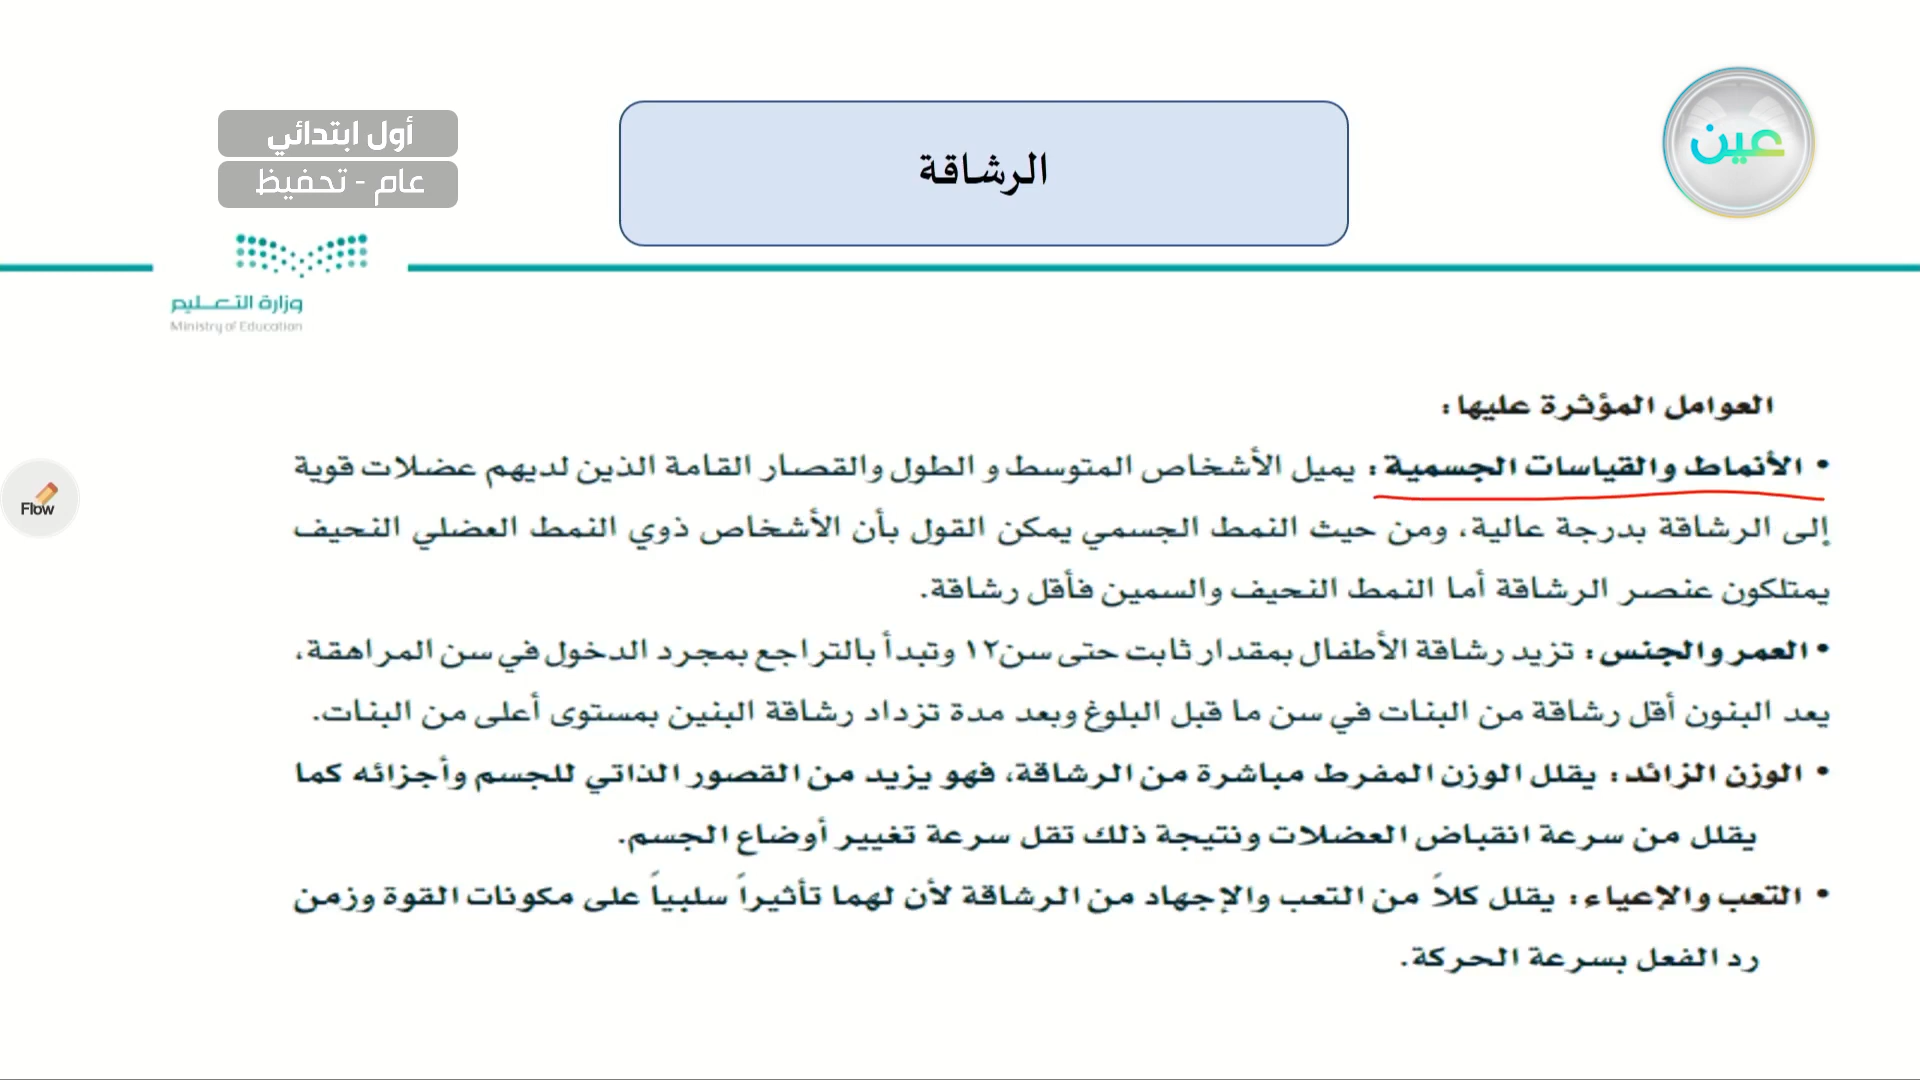 عين
الرشاقة
أول ابتدائي
عام - تحفيظ
وزارة التعليم
Ministry of Education
Flow
العوامل المؤثرة عليها:
• الأنماط والقياسات الجسمية: يميل الأشخاص المتوسط و الطول والقصار القامة الذين لديهم عضلات قوية
إلى الرشاقة بدرجة عالية، ومن حيث النمط الجسمي يمكن القول بأن الأشخاص ذوي النمط العضلي النحيف
يمتلكون عنصر الرشاقة أما النمط النحيف والسمين فأقل رشاقة.
• العمر والجنس: تزيد رشاقة الأطفال بمقدار ثابت حتى سن١٢ وتبدأ بالتراجع بمجرد الدخول في سن المراهقة،
يعد البنون أقل رشاقة من البنات في سن ما قبل البلوغ وبعد مدة تزداد رشاقة البنين بمستوى أعلى من البنات.
• الوزن الزائد: يقلل الوزن المفرط مباشرة من الرشاقة، فهو يزيد من القصور الذاتي للجسم وأجزائه كما
يقلل من سرعة انقباض العضلات ونتيجة ذلك تقل سرعة تغيير أوضاع الجسم.
• التعب والإعياء: يقلل كلاً من التعب والإجهاد من الرشاقة لأن لهما تأثيراً سلبياً على مكونات القوة وزمن
رد الفعل بسرعة الحركة.